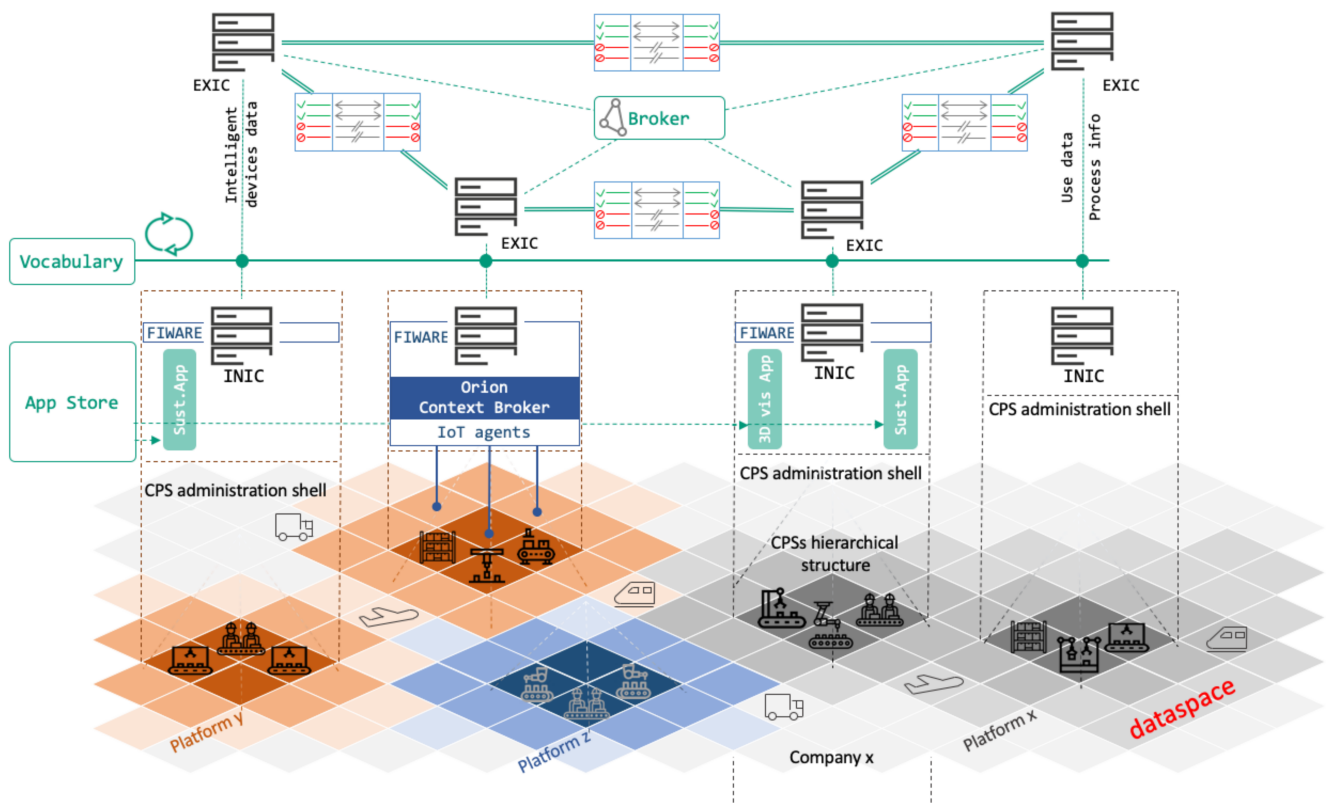 EXIC
EXIC
Intelligent
devices data
Broker
Use data
Process info
EXIC
EXIC
Vocabulary
FIWARE
INIC
Sust.App
FIWARE
Orion
Context Broker
IoT agents
FIWARE
INIC
3D vis App
Sust.App
INIC
CPS administration shell
App Store
CPS administration shell
CPS administration shell
CPSs hierarchical
structure
Platform y
Platform z
Company x
Platform x
dataspace